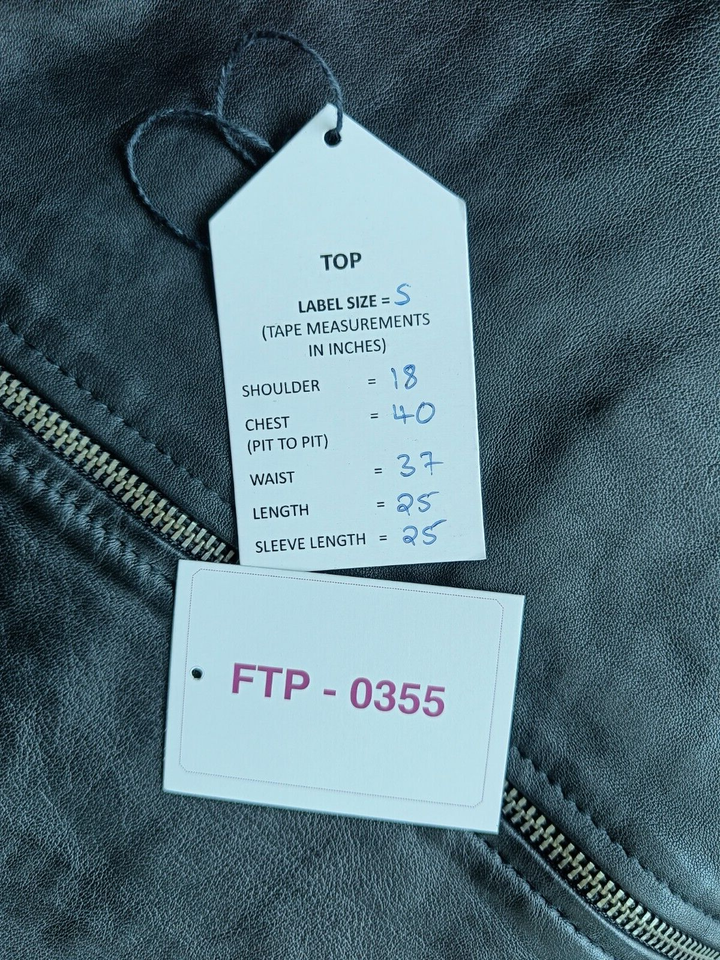 TOP
LABEL SIZE = S
(TAPE MEASUREMENTS
IN INCHES)
SHOULDER = 18
CHEST = 40
(PIT TO PIT)
WAIST = 37
LENGTH = 25
SLEEVE LENGTH = 25
FTP - 0355